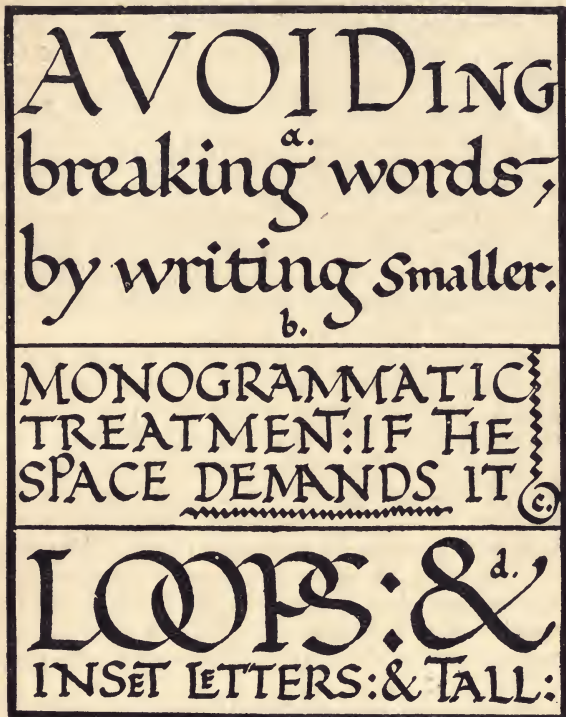 AVOIDING
a.
breaking words,
by writing Smaller.
b.
MONOGRAMMATIC
TREATMENT: IF THE
SPACE DEMANDS IT
c.
LOOPS: &
d.
INSET LETTERS: & TALL: